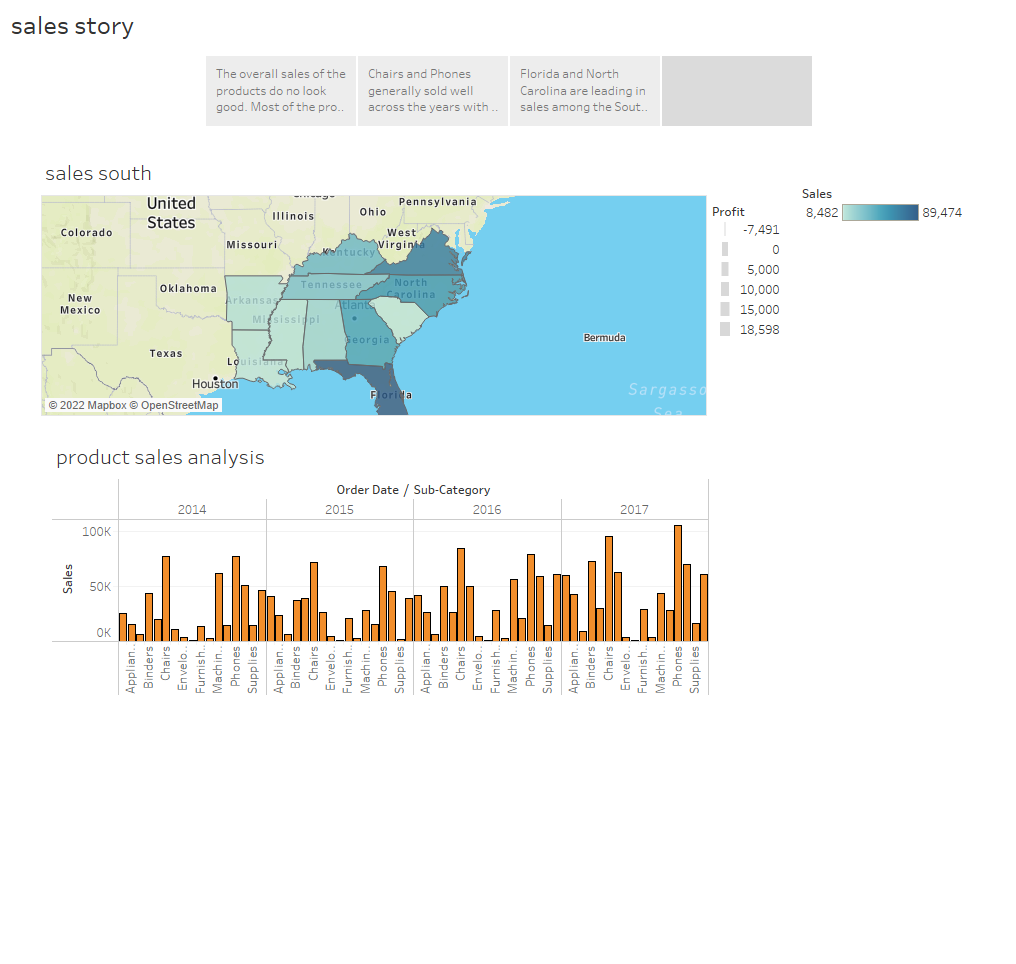 sales story
The overall sales of the
products do no look
good. Most of the pro..
Chairs and Phones
generally sold well
across the years with ..
Florida and North
Carolina are leading in
sales among the Sout..
sales south
United
States
Illinois
Ohio
Pennsylvania
Colorado
Missouri
West
Virginia
Kentucky
Oklahoma
Tennessee
North
Carolina
New
Mexico
Arkansas
Mississippi
Atlanta
Georgia
Texas
Louisiana
Houston
Florida
Bermuda
Sargasso
Sea
© 2022 Mapbox © OpenStreetMap
Profit
-7,491
0
5,000
10,000
15,000
18,598
Sales
8,482 89,474
product sales analysis
Order Date / Sub-Category
2014 2015 2016 2017
Sales
100K
50K
0K
Applian.. Binders Chairs Envelo.. Furnish.. Machin.. Phones Supplies Applian.. Binders Chairs Envelo.. Furnish.. Machin.. Phones Supplies Applian.. Binders Chairs Envelo.. Furnish.. Machin.. Phones Supplies Applian.. Binders Chairs Envelo.. Furnish.. Machin.. Phones Supplies